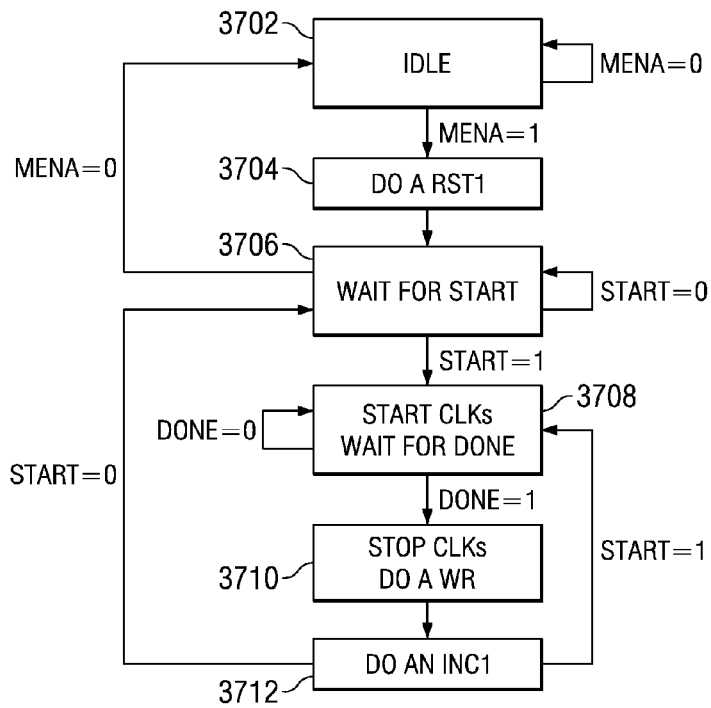 3702
IDLE
MENA=0
MENA=1
MENA=0
3704
DO A RST1
3706
WAIT FOR START
START=0
START=1
3708
START CLKs
WAIT FOR DONE
DONE=0
START=0
DONE=1
STOP CLKs
DO A WR
3710
START=1
DO AN INC1
3712